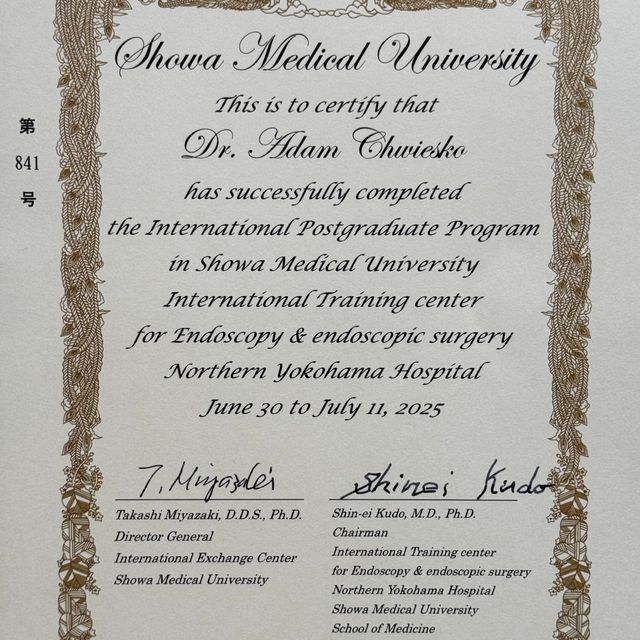 Showa Medical University
This is to certify that
Dr. Adam Chwiesko
has successfully completed
the International Postgraduate Program
in Showa Medical University
International Training center
for Endoscopy & endoscopic surgery
Northern Yokohama Hospital
June 30 to July 11, 2025
第
841
号
T. Miyazaki
Takashi Miyazaki, D.D.S., Ph.D.
Director General
International Exchange Center
Showa Medical University
Shinei Kudo
Shin-ei Kudo, M.D., Ph.D.
Chairman
International Training center
for Endoscopy & endoscopic surgery
Northern Yokohama Hospital
Showa Medical University
School of Medicine